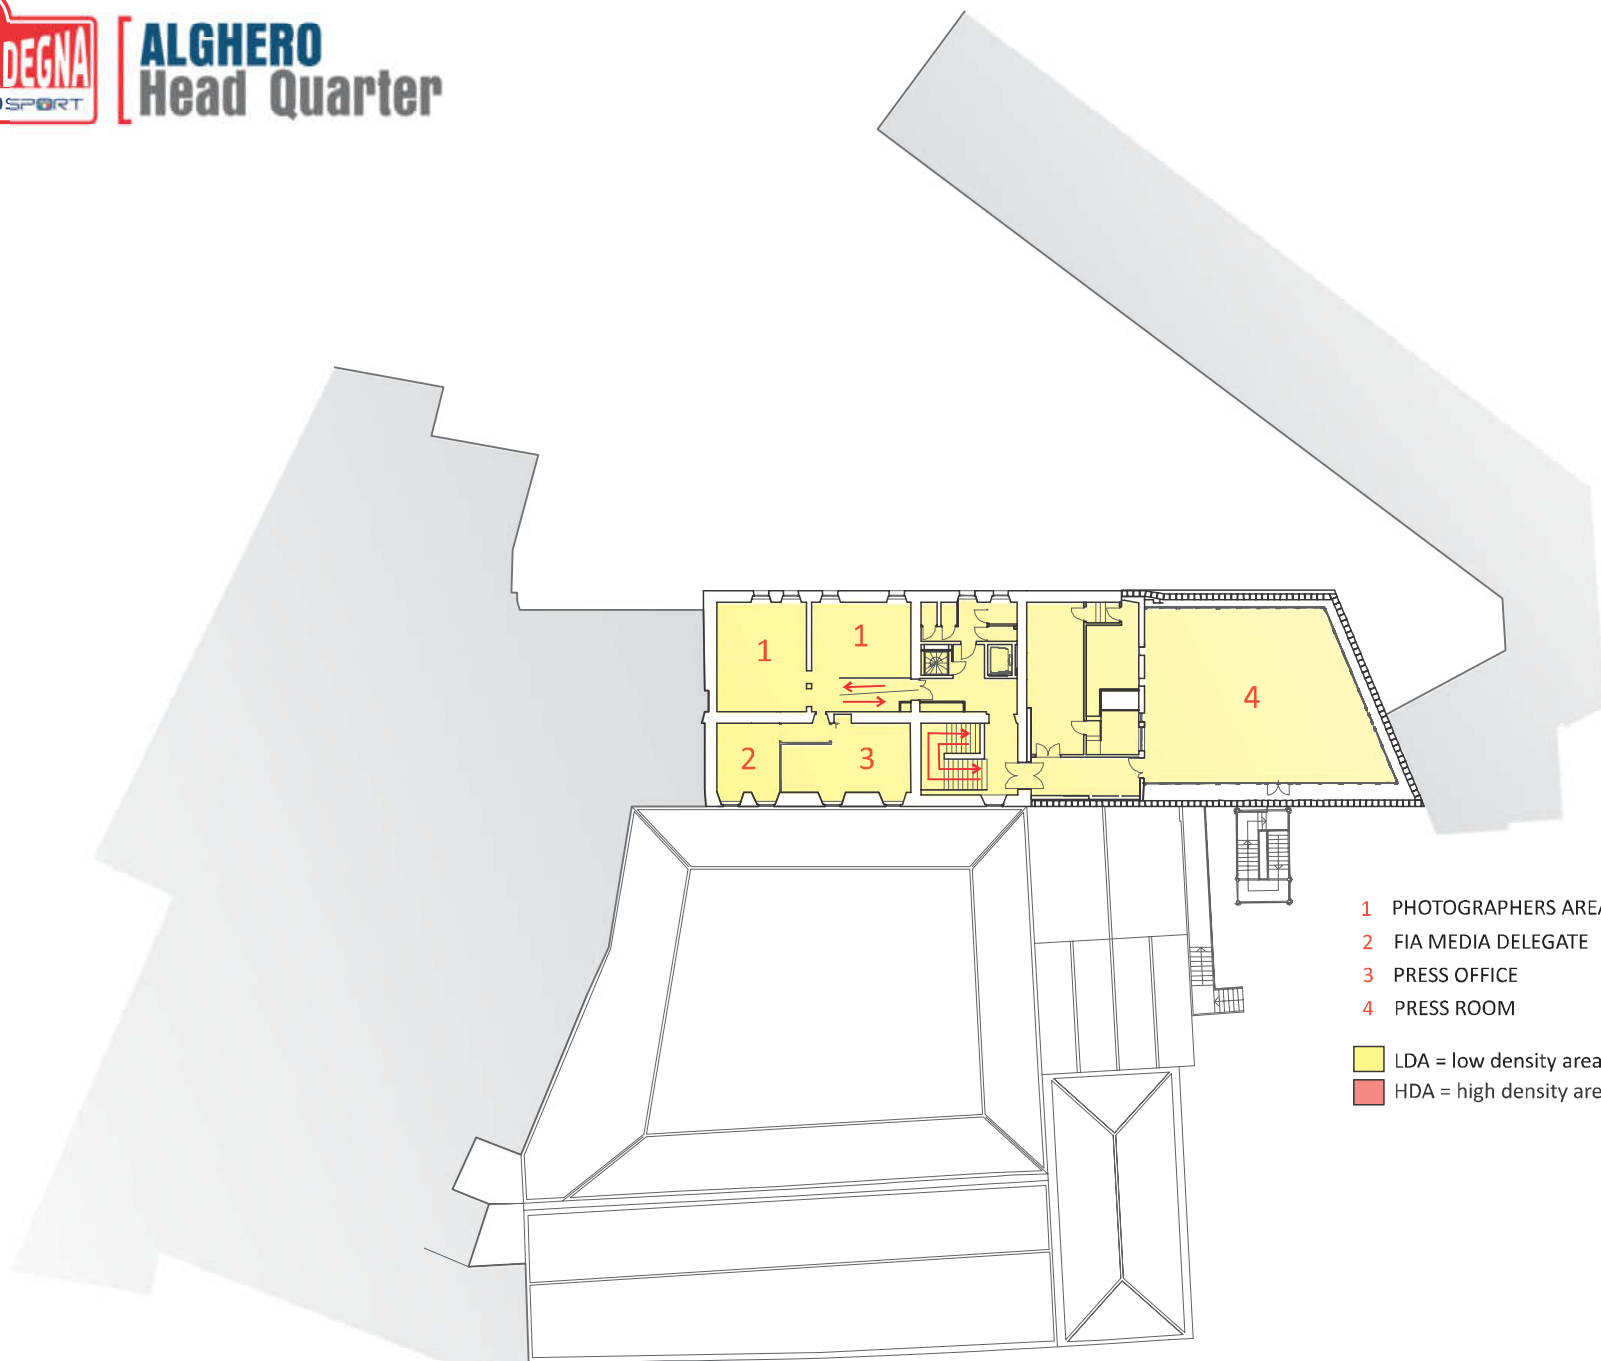 DEGNA
SPORT
[ ALGHERO
Head Quarter
1
1
4
2
3
1 PHOTOGRAPHERS AREA
2 FIA MEDIA DELEGATE
3 PRESS OFFICE
4 PRESS ROOM
LDA = low density area
HDA = high density are